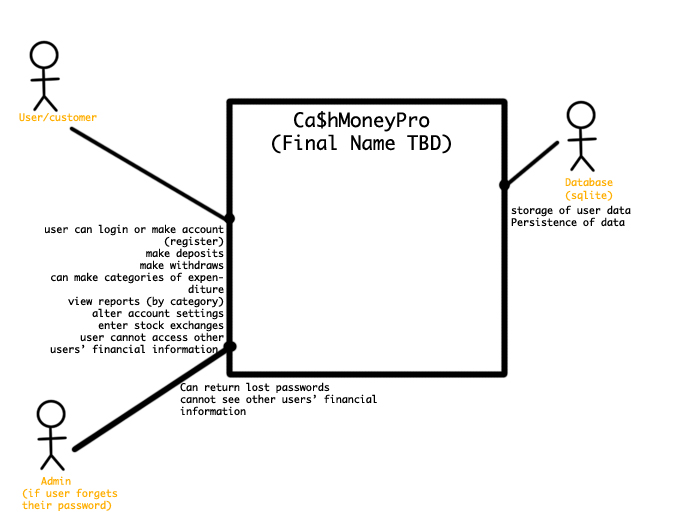 Ca$hMoneyPro
(Final Name TBD)
User/customer
user can login or make account
(register)
make deposits
make withdraws
can make categories of expen-
diture
view reports (by category)
alter account settings
enter stock exchanges
user cannot access other
users’ financial information
Database
(sqlite)
storage of user data
Persistence of data
Can return lost passwords
cannot see other users’ financial
information
Admin
(if user forgets
their password)